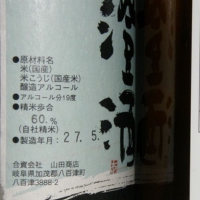 ●原材料名
米(国産)
米こうじ(国産米)
醸造アルコール
●アルコール分19度
●精米歩合
60.%
(自社精米)
●製造年月: 27.5.
合資会社 山田商店
岐阜県加茂郡八百津町
八百津3888-2